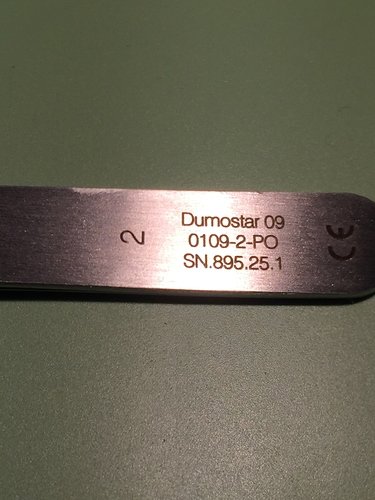 2
Dumostar 09
0109-2-PO
SN.895.25.1
CE